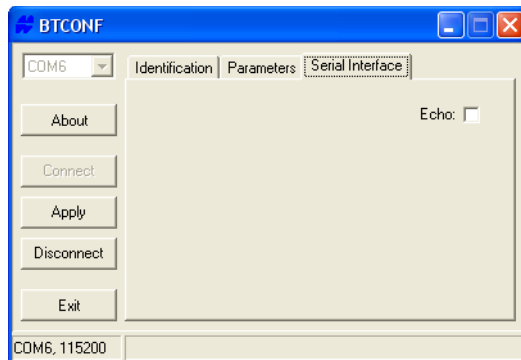 BTCONF
COM6
Identification Parameters Serial Interface
Echo:
About
Connect
Apply
Disconnect
Exit
COM6, 115200